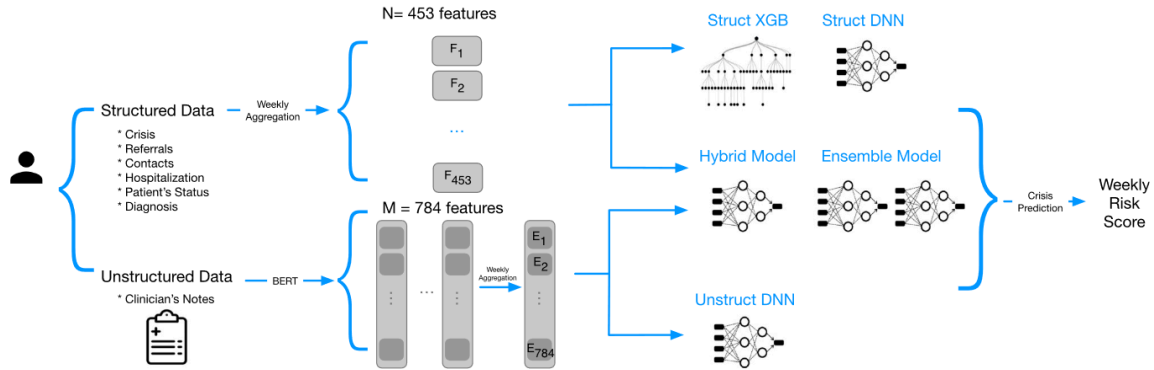 N= 453 features
F1
F2
...
F453
Structured Data
* Crisis
* Referrals
* Contacts
* Hospitalization
* Patient's Status
* Diagnosis
Weekly
Aggregation
Unstructured Data
* Clinician's Notes
BERT
M = 784 features
...
Weekly
Aggregation
E1
E2
E784
Struct XGB
Struct DNN
Hybrid Model
Ensemble Model
Unstruct DNN
Crisis
Prediction
Weekly
Risk
Score